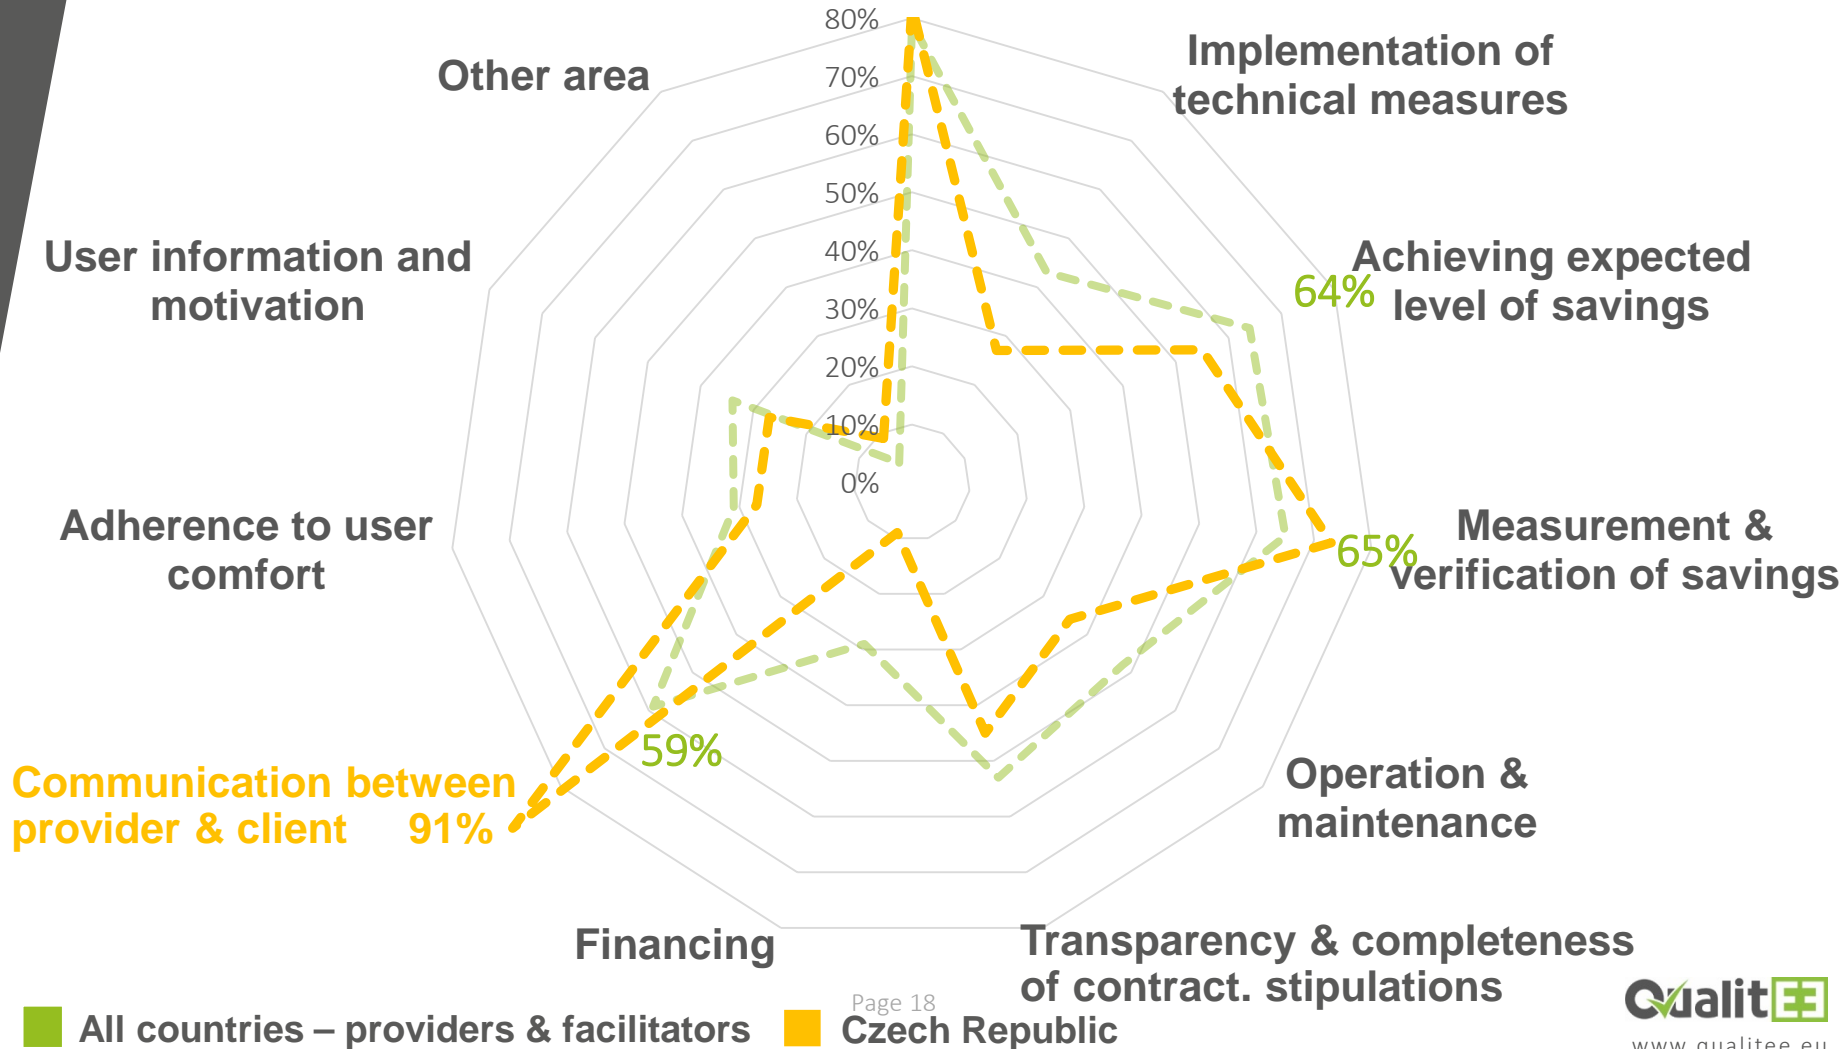 80%
70%
60%
50%
40%
30%
20%
10%
0%
Implementation of
technical measures
Achieving expected
64%
level of savings
Measurement &
65%
verification of savings
Operation &
maintenance
Transparency & completeness
of contract. stipulations
Financing
Communication between
provider & client 91%
59%
Adherence to user
comfort
User information and
motivation
Other area
Page 18
All countries – providers & facilitators
Czech Republic
QualitEE
www.qualitee.eu